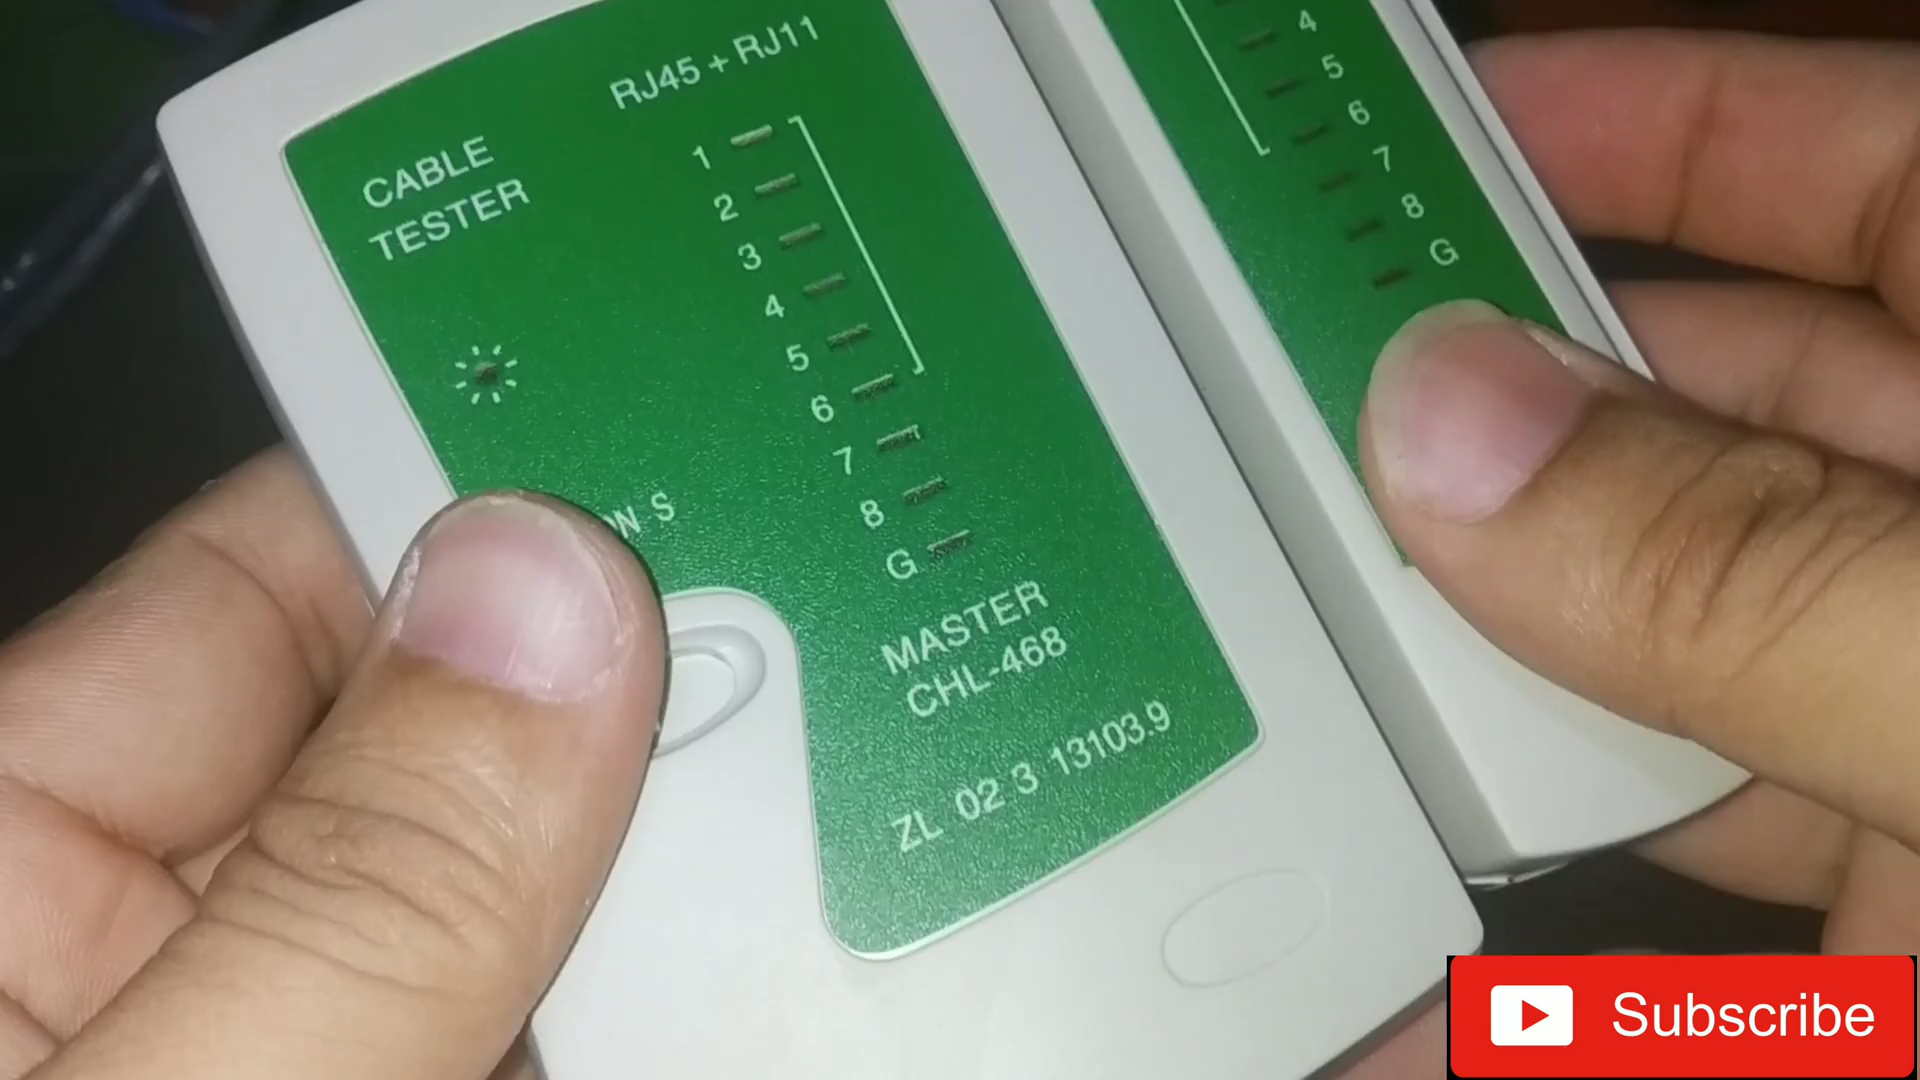 RJ45 + RJ11
CABLE
TESTER
1
2
3
4
5
6
7
8
G
S
MASTER
CHL-468
ZL 02 3 13103.9
4
5
6
7
8
G
Subscribe